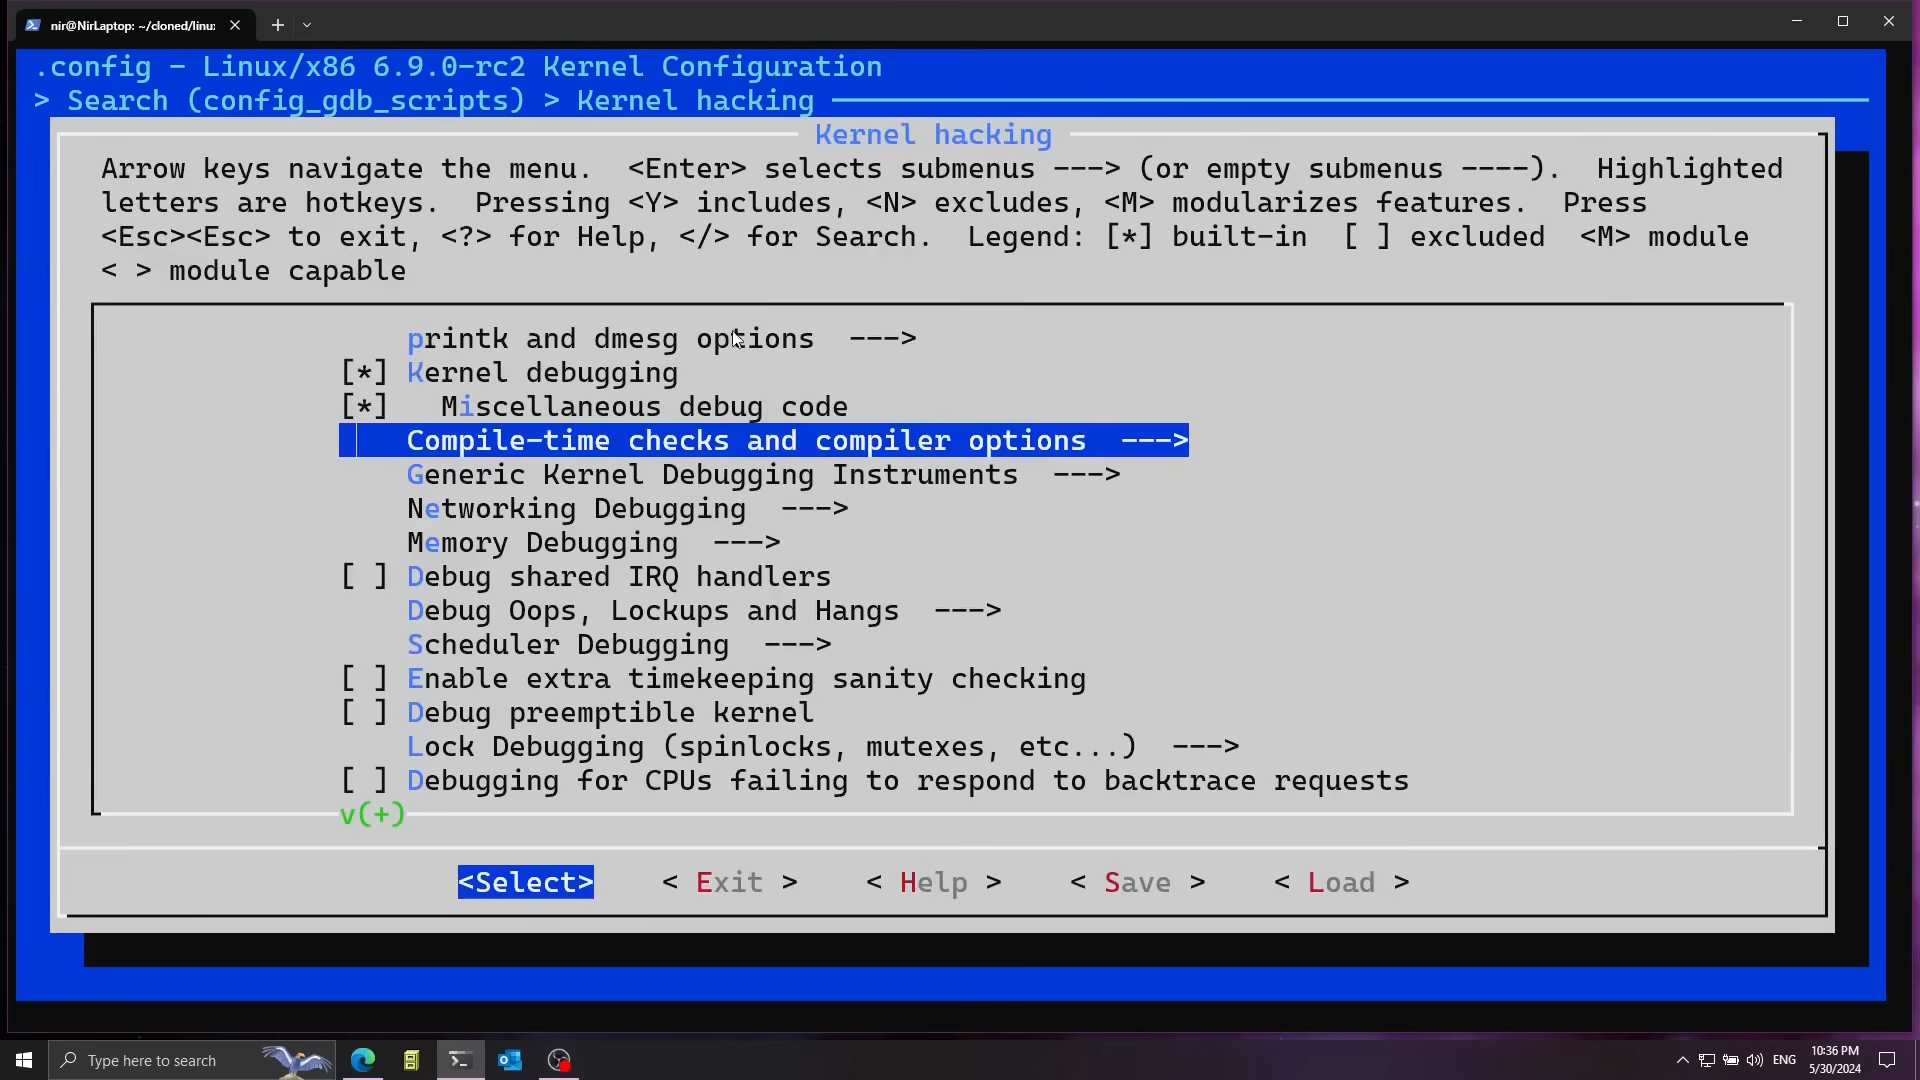 nir@NirLaptop: ~/cloned/linu
.config - Linux/x86 6.9.0-rc2 Kernel Configuration
> Search (config_gdb_scripts) > Kernel hacking
Kernel hacking
Arrow keys navigate the menu.  <Enter> selects submenus ---> (or empty submenus ----).  Highlighted
letters are hotkeys.  Pressing <Y> includes, <N> excludes, <M> modularizes features.  Press
<Esc><Esc> to exit, <?> for Help, </> for Search.  Legend: [*] built-in  [ ] excluded  <M> module
< > module capable
printk and dmesg options  --->
[*] Kernel debugging
[*]   Miscellaneous debug code
Compile-time checks and compiler options  --->
Generic Kernel Debugging Instruments  --->
Networking Debugging  --->
Memory Debugging  --->
[ ] Debug shared IRQ handlers
Debug Oops, Lockups and Hangs  --->
Scheduler Debugging  --->
[ ] Enable extra timekeeping sanity checking
[ ] Debug preemptible kernel
Lock Debugging (spinlocks, mutexes, etc...)  --->
[ ] Debugging for CPUs failing to respond to backtrace requests
v(+)
<Select>    < Exit >    < Help >    < Save >    < Load >
Type here to search
ENG
10:36 PM
5/30/2024